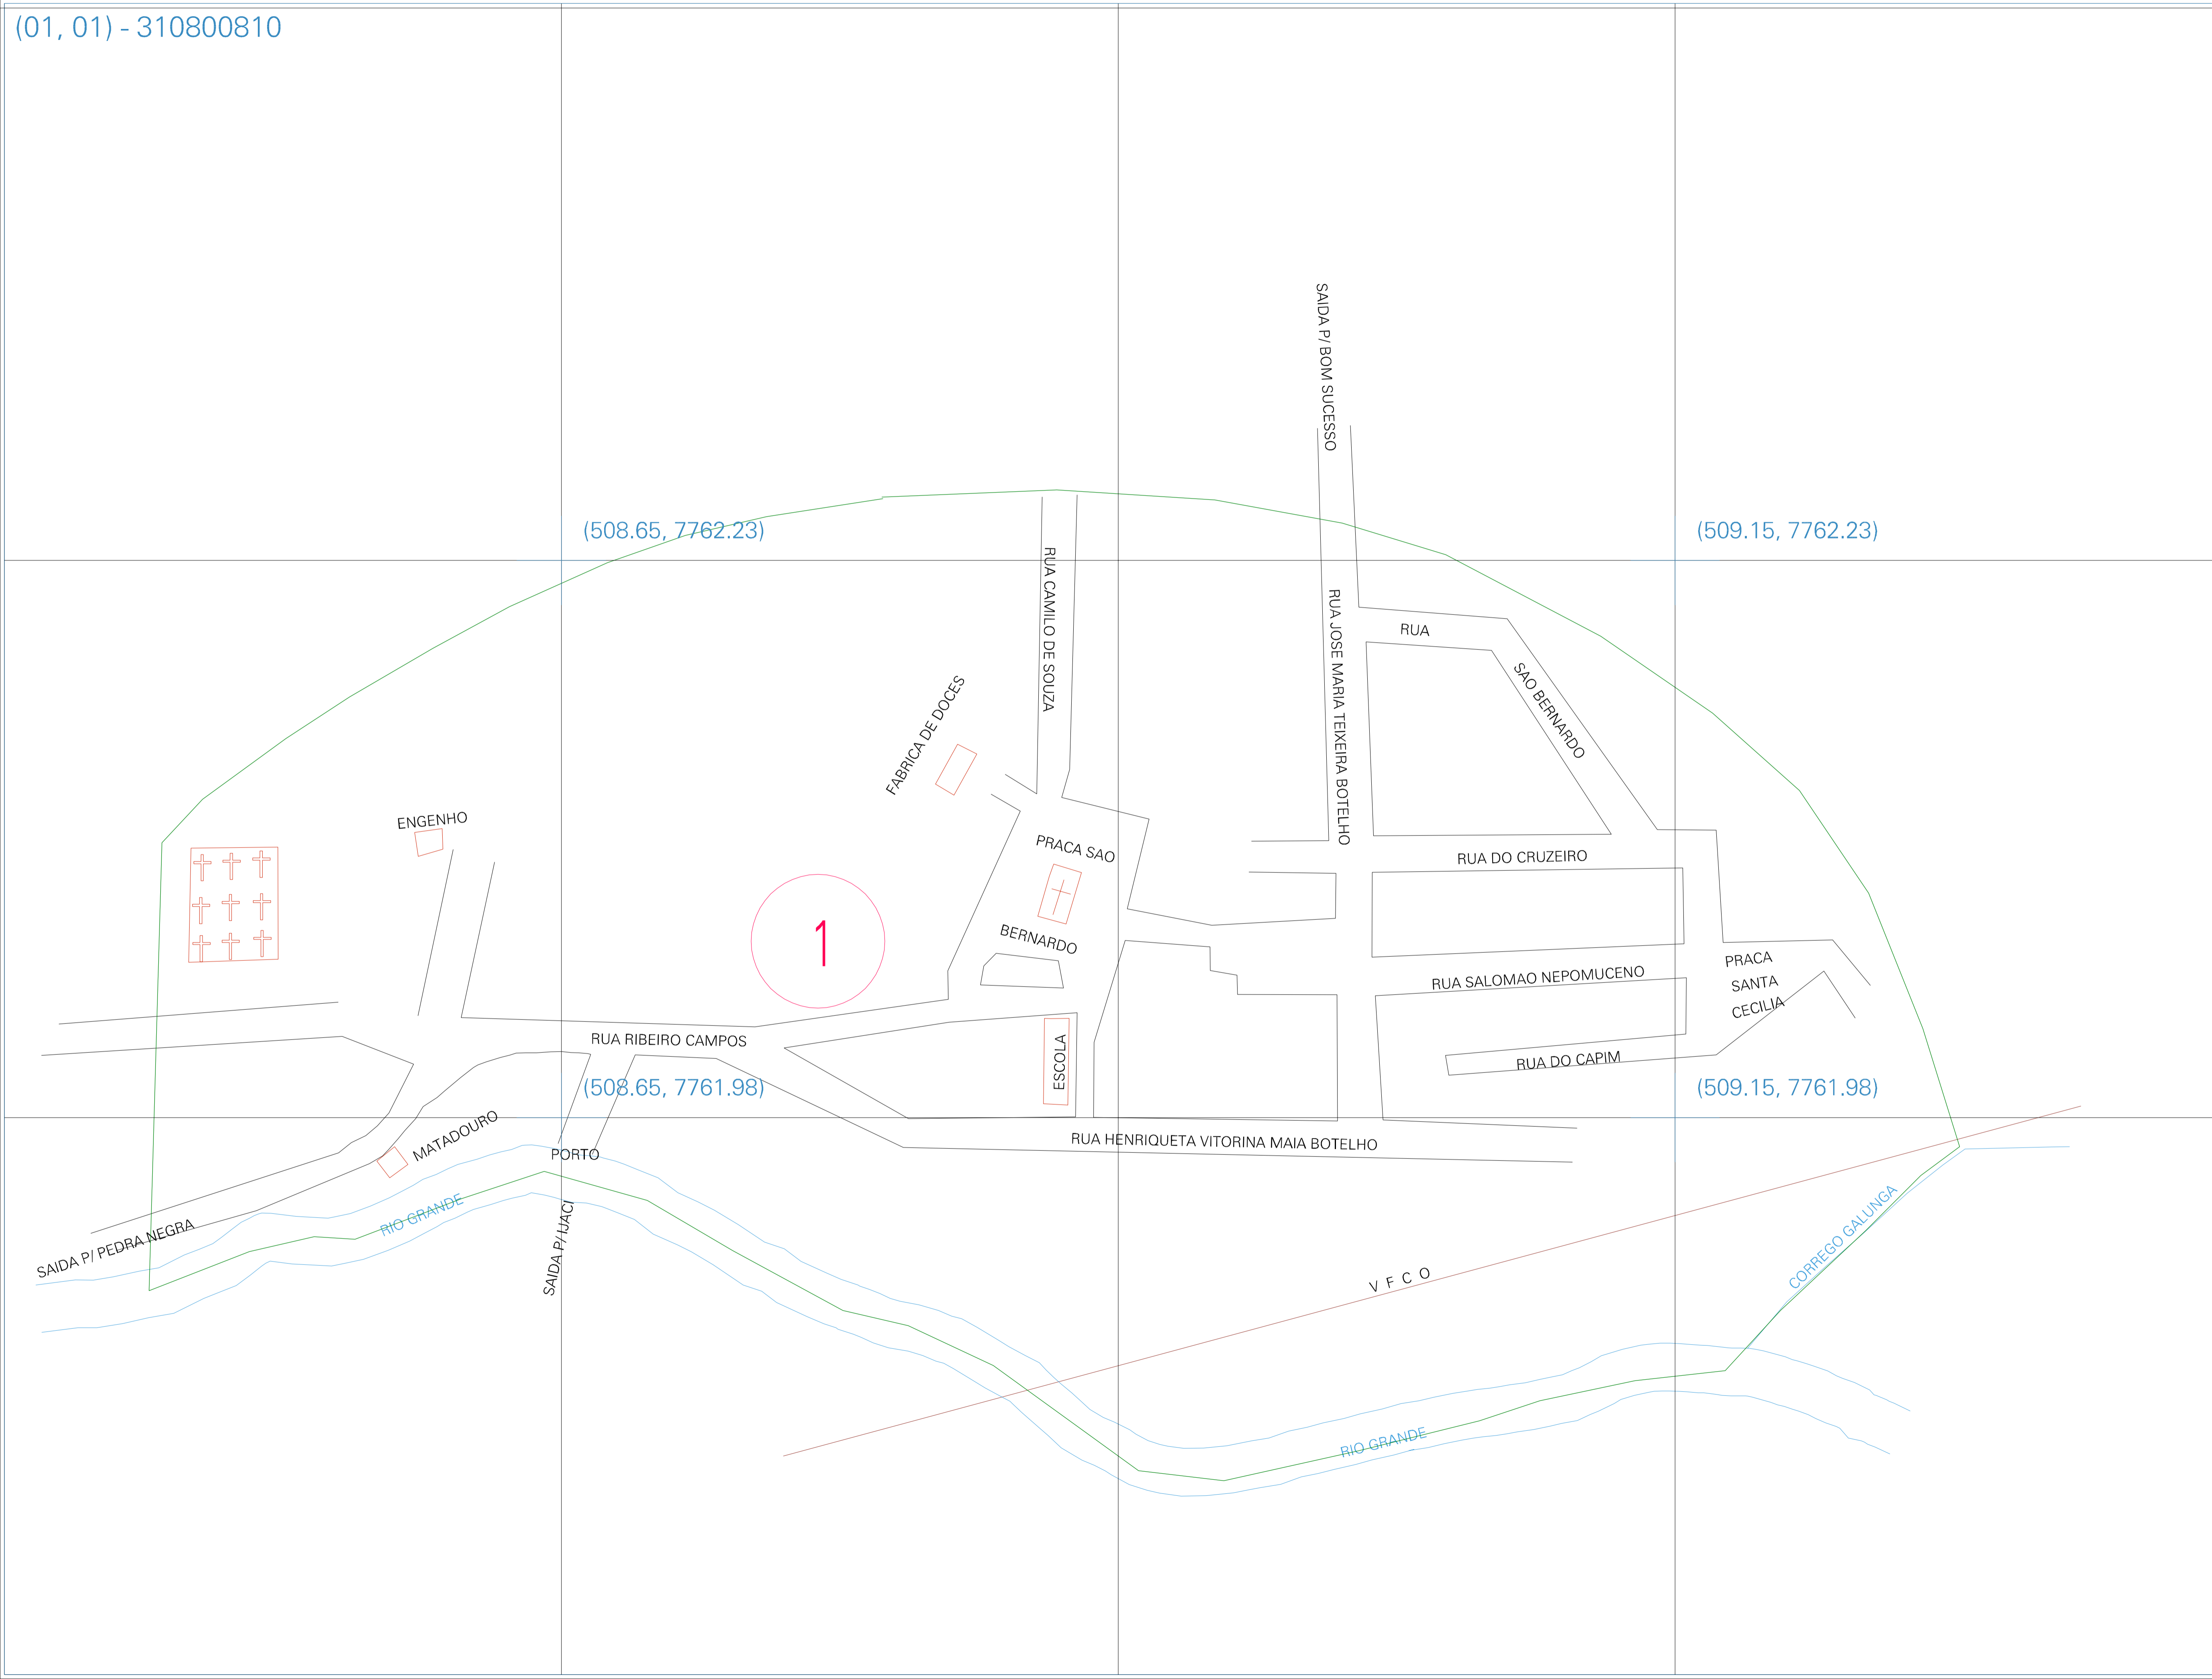 (01, 01) - 310800810
SAIDA P/ BOM SUCESSO
(508.65, 7762.23)
(509.15, 7762.23)
RUA CAMILO DE SOUZA
RUA JOSE MARIA TEIXEIRA BOTELHO
RUA
SAO BERNARDO
FABRICA DE DOCES
ENGENHO
PRACA SAO
BERNARDO
RUA DO CRUZEIRO
1
PRACA
SANTA
CECILIA
RUA SALOMAO NEPOMUCENO
RUA RIBEIRO CAMPOS
ESCOLA
RUA DO CAPIM
(508.65, 7761.98)
(509.15, 7761.98)
MATADOURO
PORTO
RUA HENRIQUETA VITORINA MAIA BOTELHO
RIO GRANDE
SAIDA P/ PEDRA NEGRA
SAIDA P/ IJACI
CORREGO GALUNGA
V F C O
RIO GRANDE